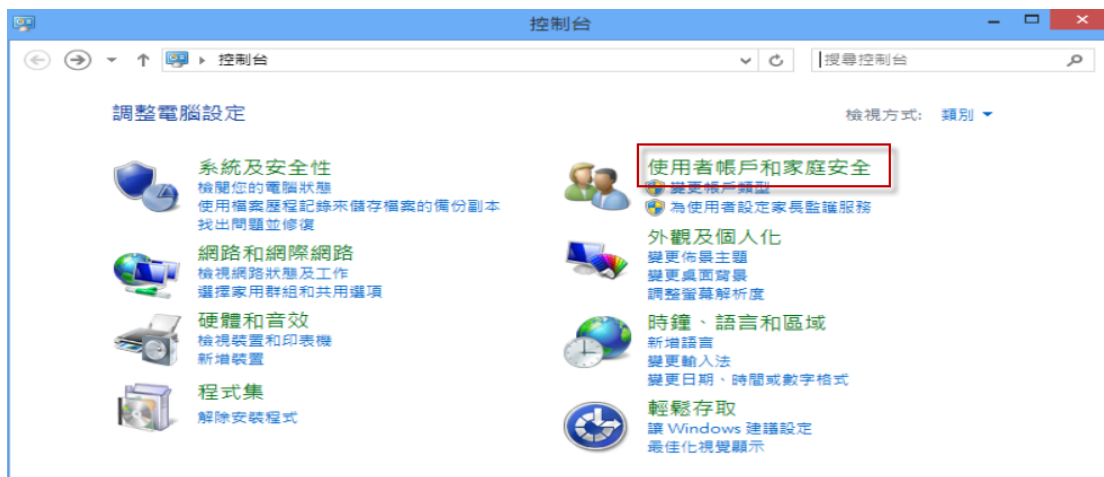 控制台
控制台
搜尋控制台
調整電腦設定
檢視方式: 類別
系統及安全性
檢閱您的電腦狀態
使用檔案歷程記錄來儲存檔案的備份副本
找出問題並修復
網路和網際網路
檢視網路狀態及工作
選擇家用群組和共用選項
硬體和音效
檢視裝置和印表機
新增裝置
程式集
解除安裝程式
使用者帳戶和家庭安全
變更帳戶類型
為使用者設定家長監護服務
外觀及個人化
變更佈景主題
變更桌面背景
調整螢幕解析度
時鐘、語言和區域
新增語言
變更輸入法
變更日期、時間或數字格式
輕鬆存取
讓 Windows 建議設定
最佳化視覺顯示